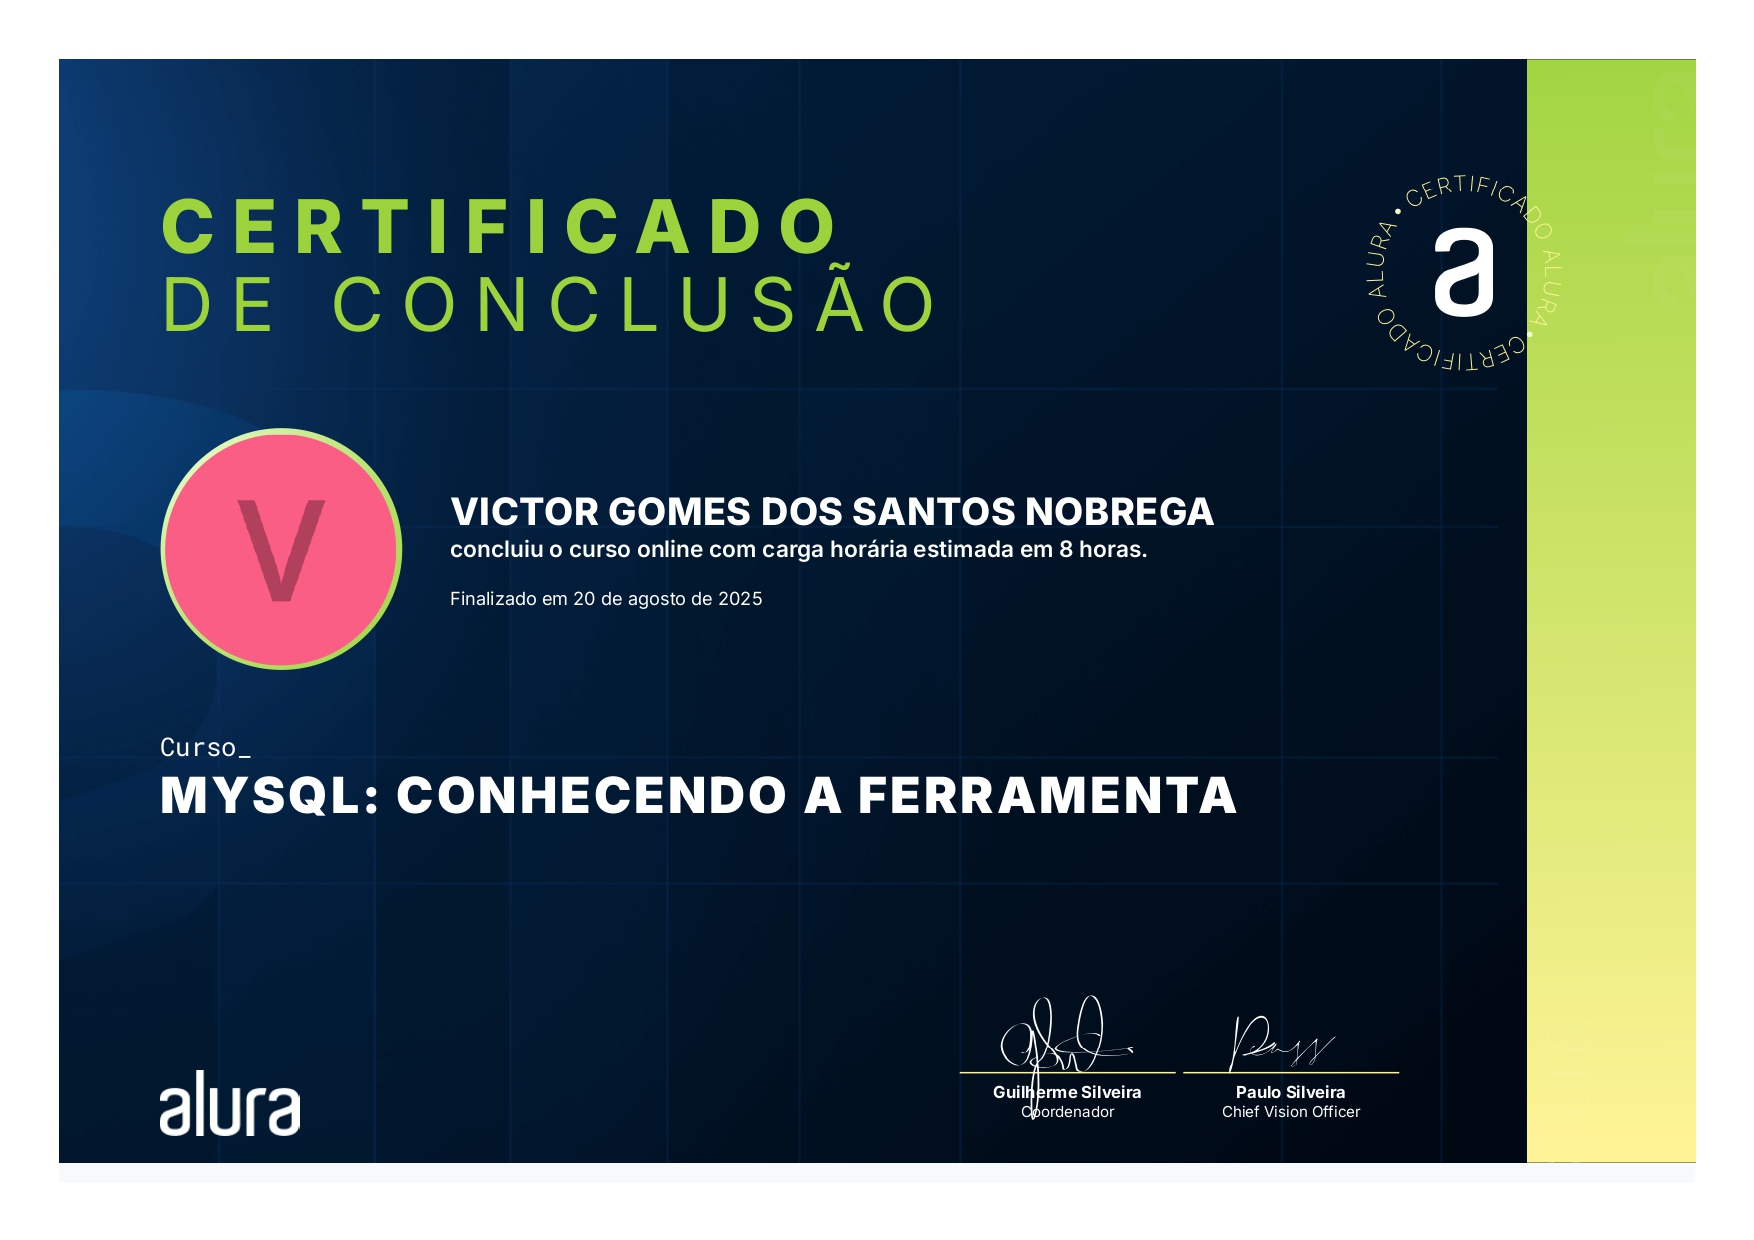 CERTIFICADO
DE CONCLUSÃO
CERTIFICADO ALURA • CERTIFICADO ALURA •
a
V
VICTOR GOMES DOS SANTOS NOBREGA
concluiu o curso online com carga horária estimada em 8 horas.
Finalizado em 20 de agosto de 2025
Curso_
MYSQL: CONHECENDO A FERRAMENTA
Guilherme Silveira
Coordenador
Paulo Silveira
Chief Vision Officer
alura